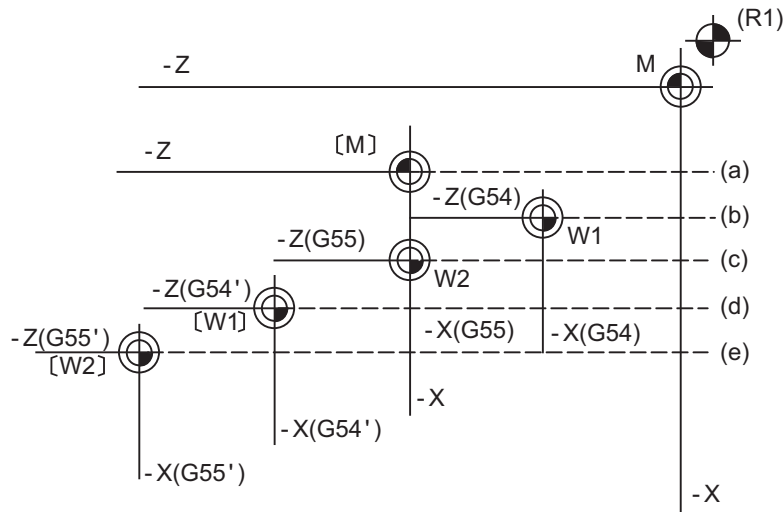 (R1)
-Z
M
[M]
-Z
(a)
-Z(G54)
(b)
W1
-Z(G55)
(c)
W2
-Z(G54')
(d)
[W1]
-X(G55)
-X(G54)
-Z(G55')
(e)
[W2]
-X
-X(G54')
-X(G55')
-X